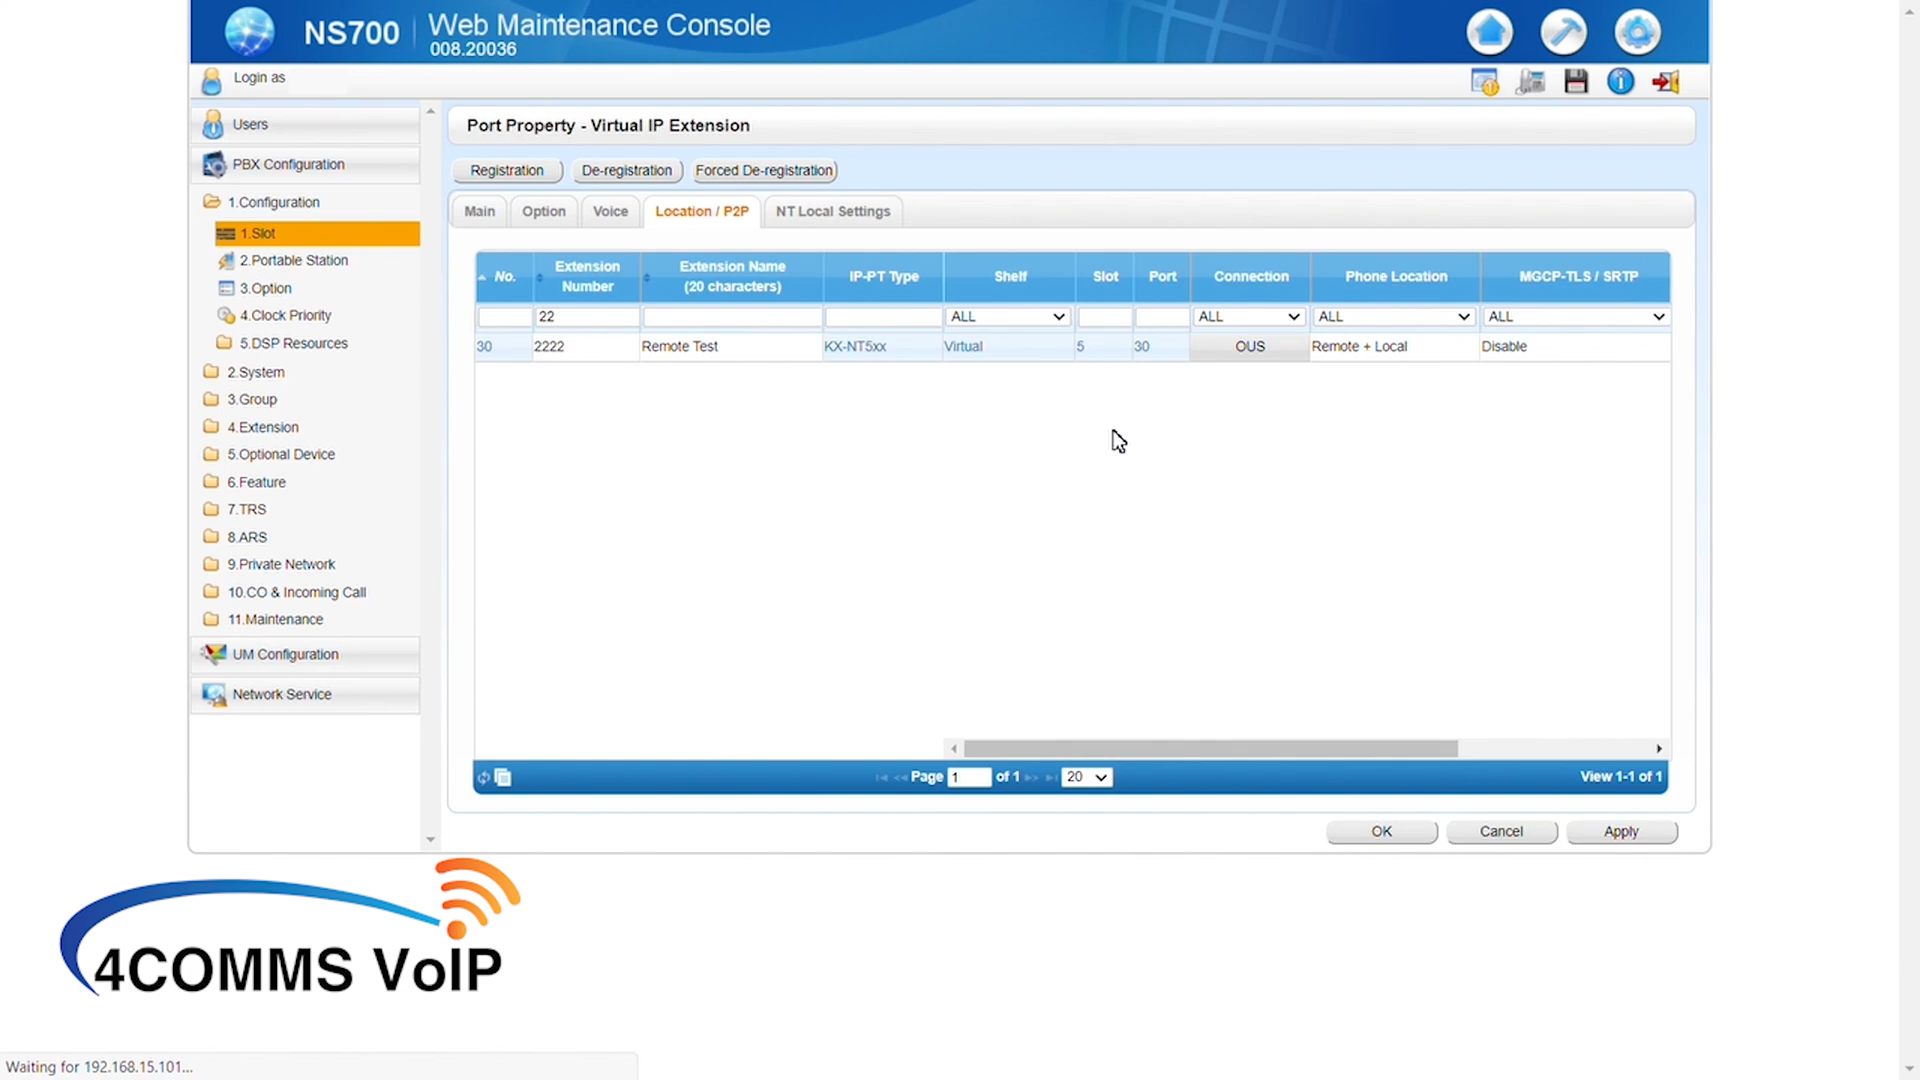 NS700
Web Maintenance Console
008.20036
Login as
Users
PBX Configuration
1.Configuration
1.Slot
2.Portable Station
3.Option
4.Clock Priority
5.DSP Resources
2.System
3.Group
4.Extension
5.Optional Device
6.Feature
7.TRS
8.ARS
9.Private Network
10.CO & Incoming Call
11.Maintenance
UM Configuration
Network Service
Port Property - Virtual IP Extension
Registration De-registration Forced De-registration
Main Option Voice Location / P2P NT Local Settings
No. Extension Number Extension Name (20 characters) IP-PT Type Shelf Slot Port Connection Phone Location MGCP-TLS / SRTP
22 ALL ALL ALL ALL
30 2222 Remote Test KX-NT5xx Virtual 5 30 OUS Remote + Local Disable
Page 1 of 1 20 View 1-1 of 1
OK Cancel Apply
4COMMS VoIP
Waiting for 192.168.15.101...